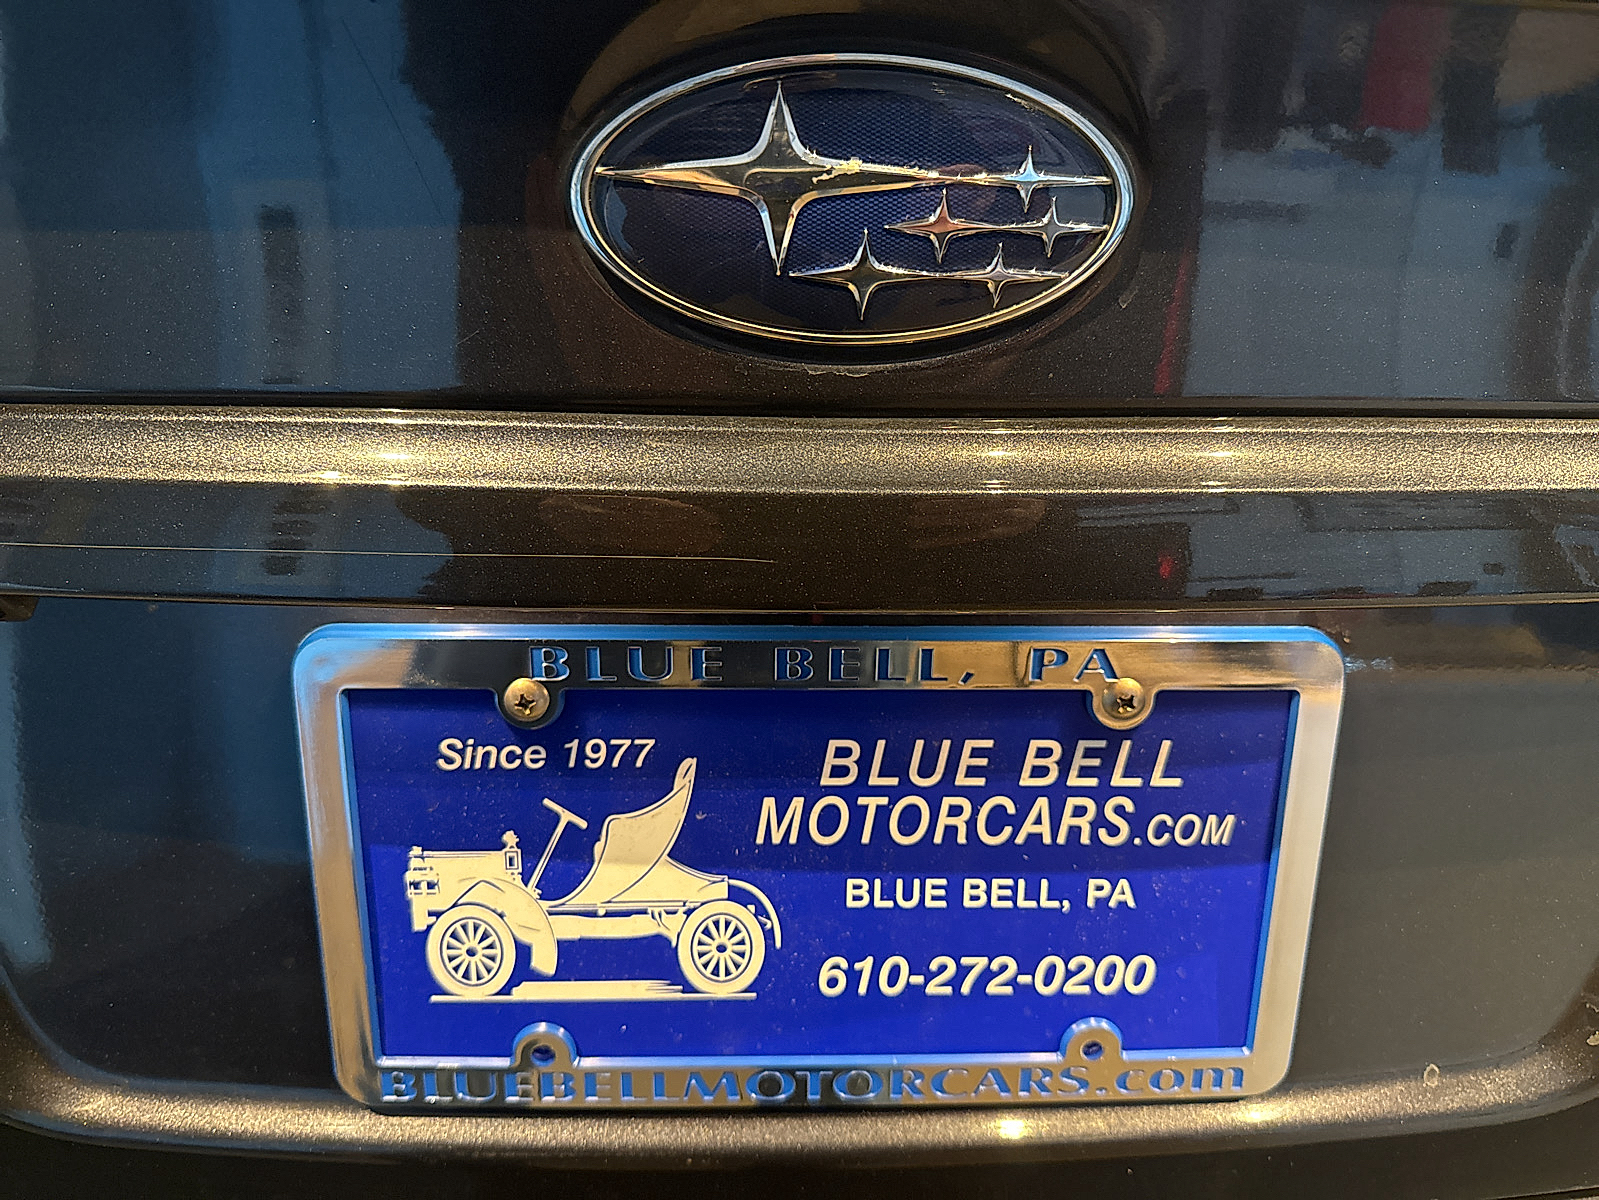 BLUE BELL, PA
Since 1977
BLUE BELL
MOTORCARS.COM
BLUE BELL, PA
610-272-0200
BLUEBELLMOTORCARS.com